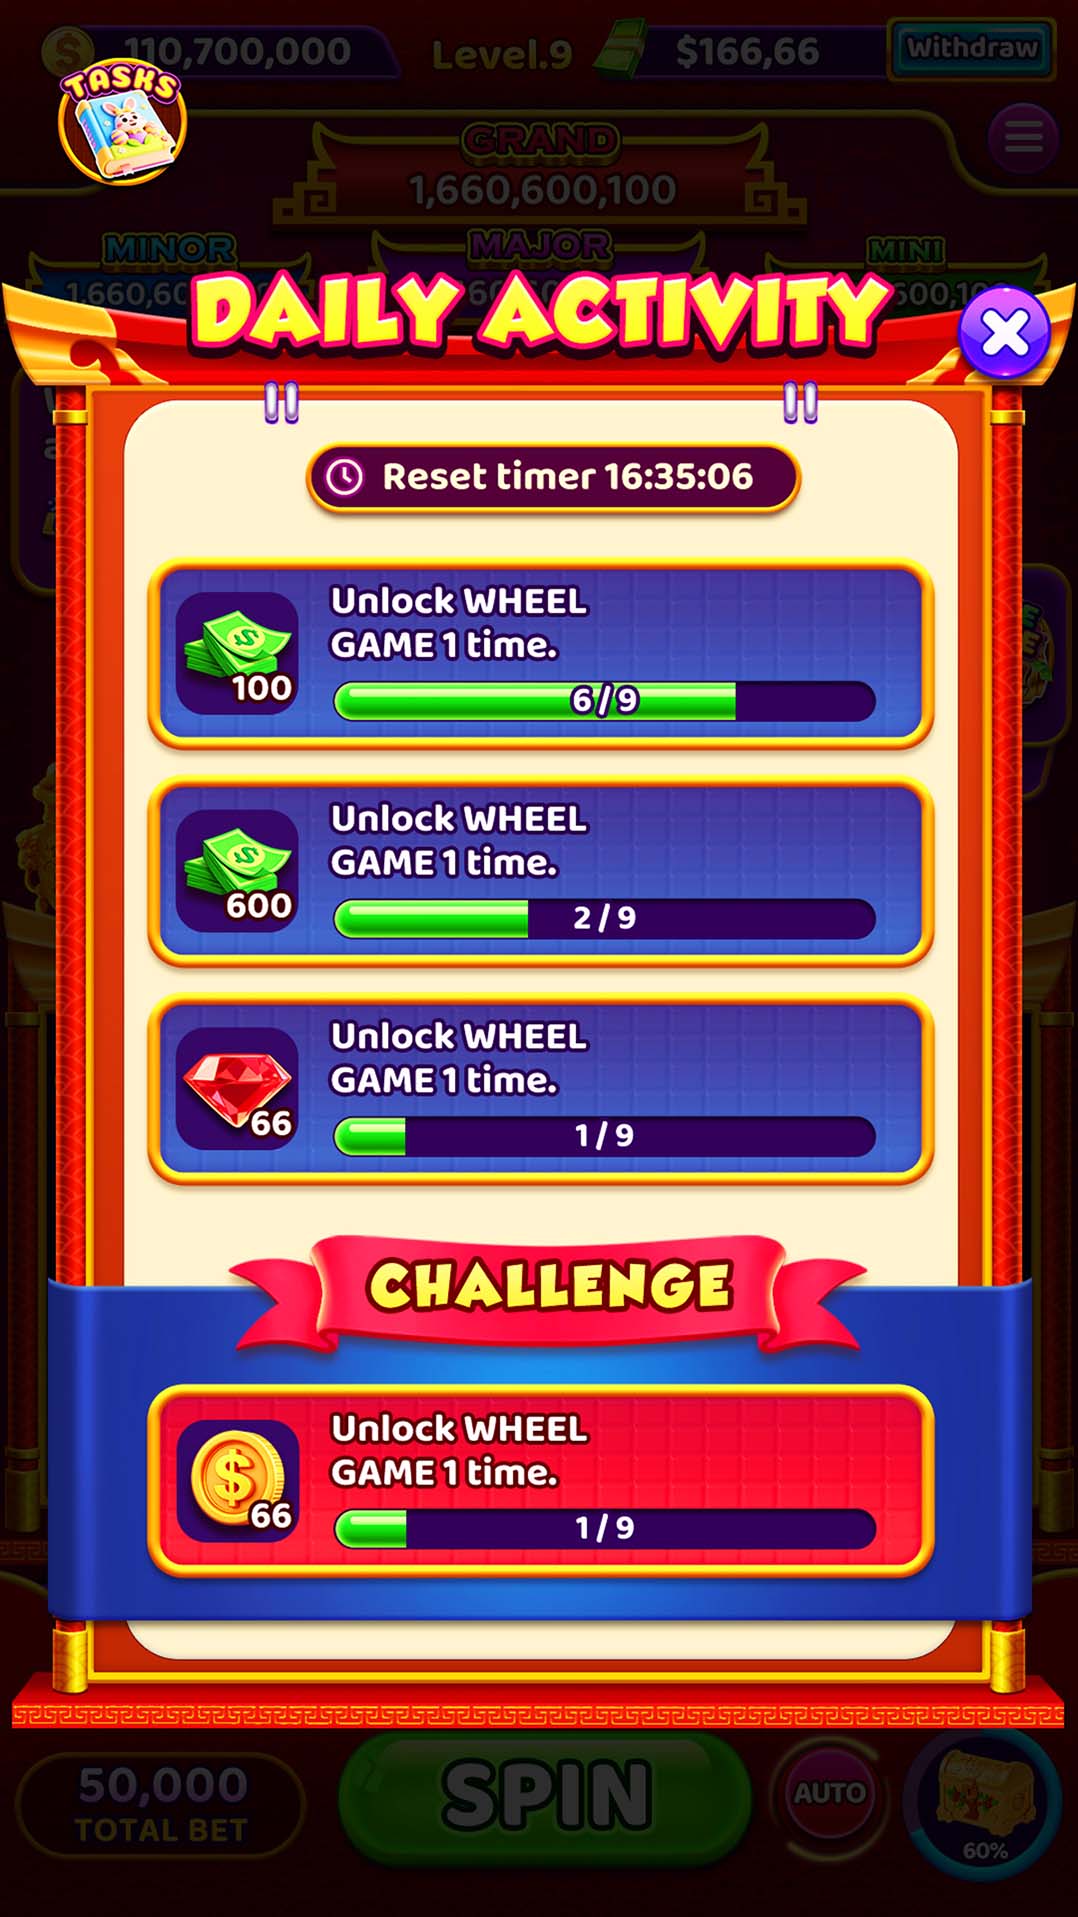 110,700,000
Level.9
$166,66
Withdraw
TASKS
GRAND
1,660,600,100
MINOR
MAJOR
MINI
DAILY ACTIVITY
Reset timer 16:35:06
Unlock WHEEL
GAME 1 time.
100
6/9
Unlock WHEEL
GAME 1 time.
600
2/9
Unlock WHEEL
GAME 1 time.
66
1/9
CHALLENGE
Unlock WHEEL
GAME 1 time.
66
1/9
50,000
TOTAL BET
SPIN
AUTO
60%